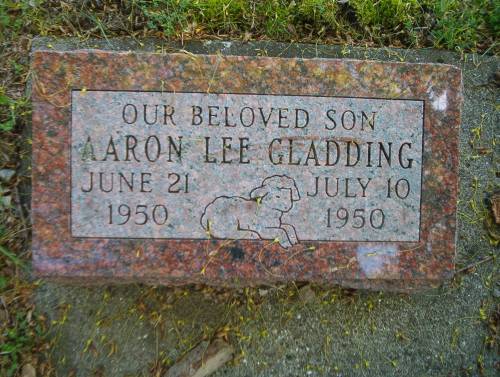 OUR BELOVED SON
AARON LEE GLADDING
JUNE 21 JULY 10
1950 1950